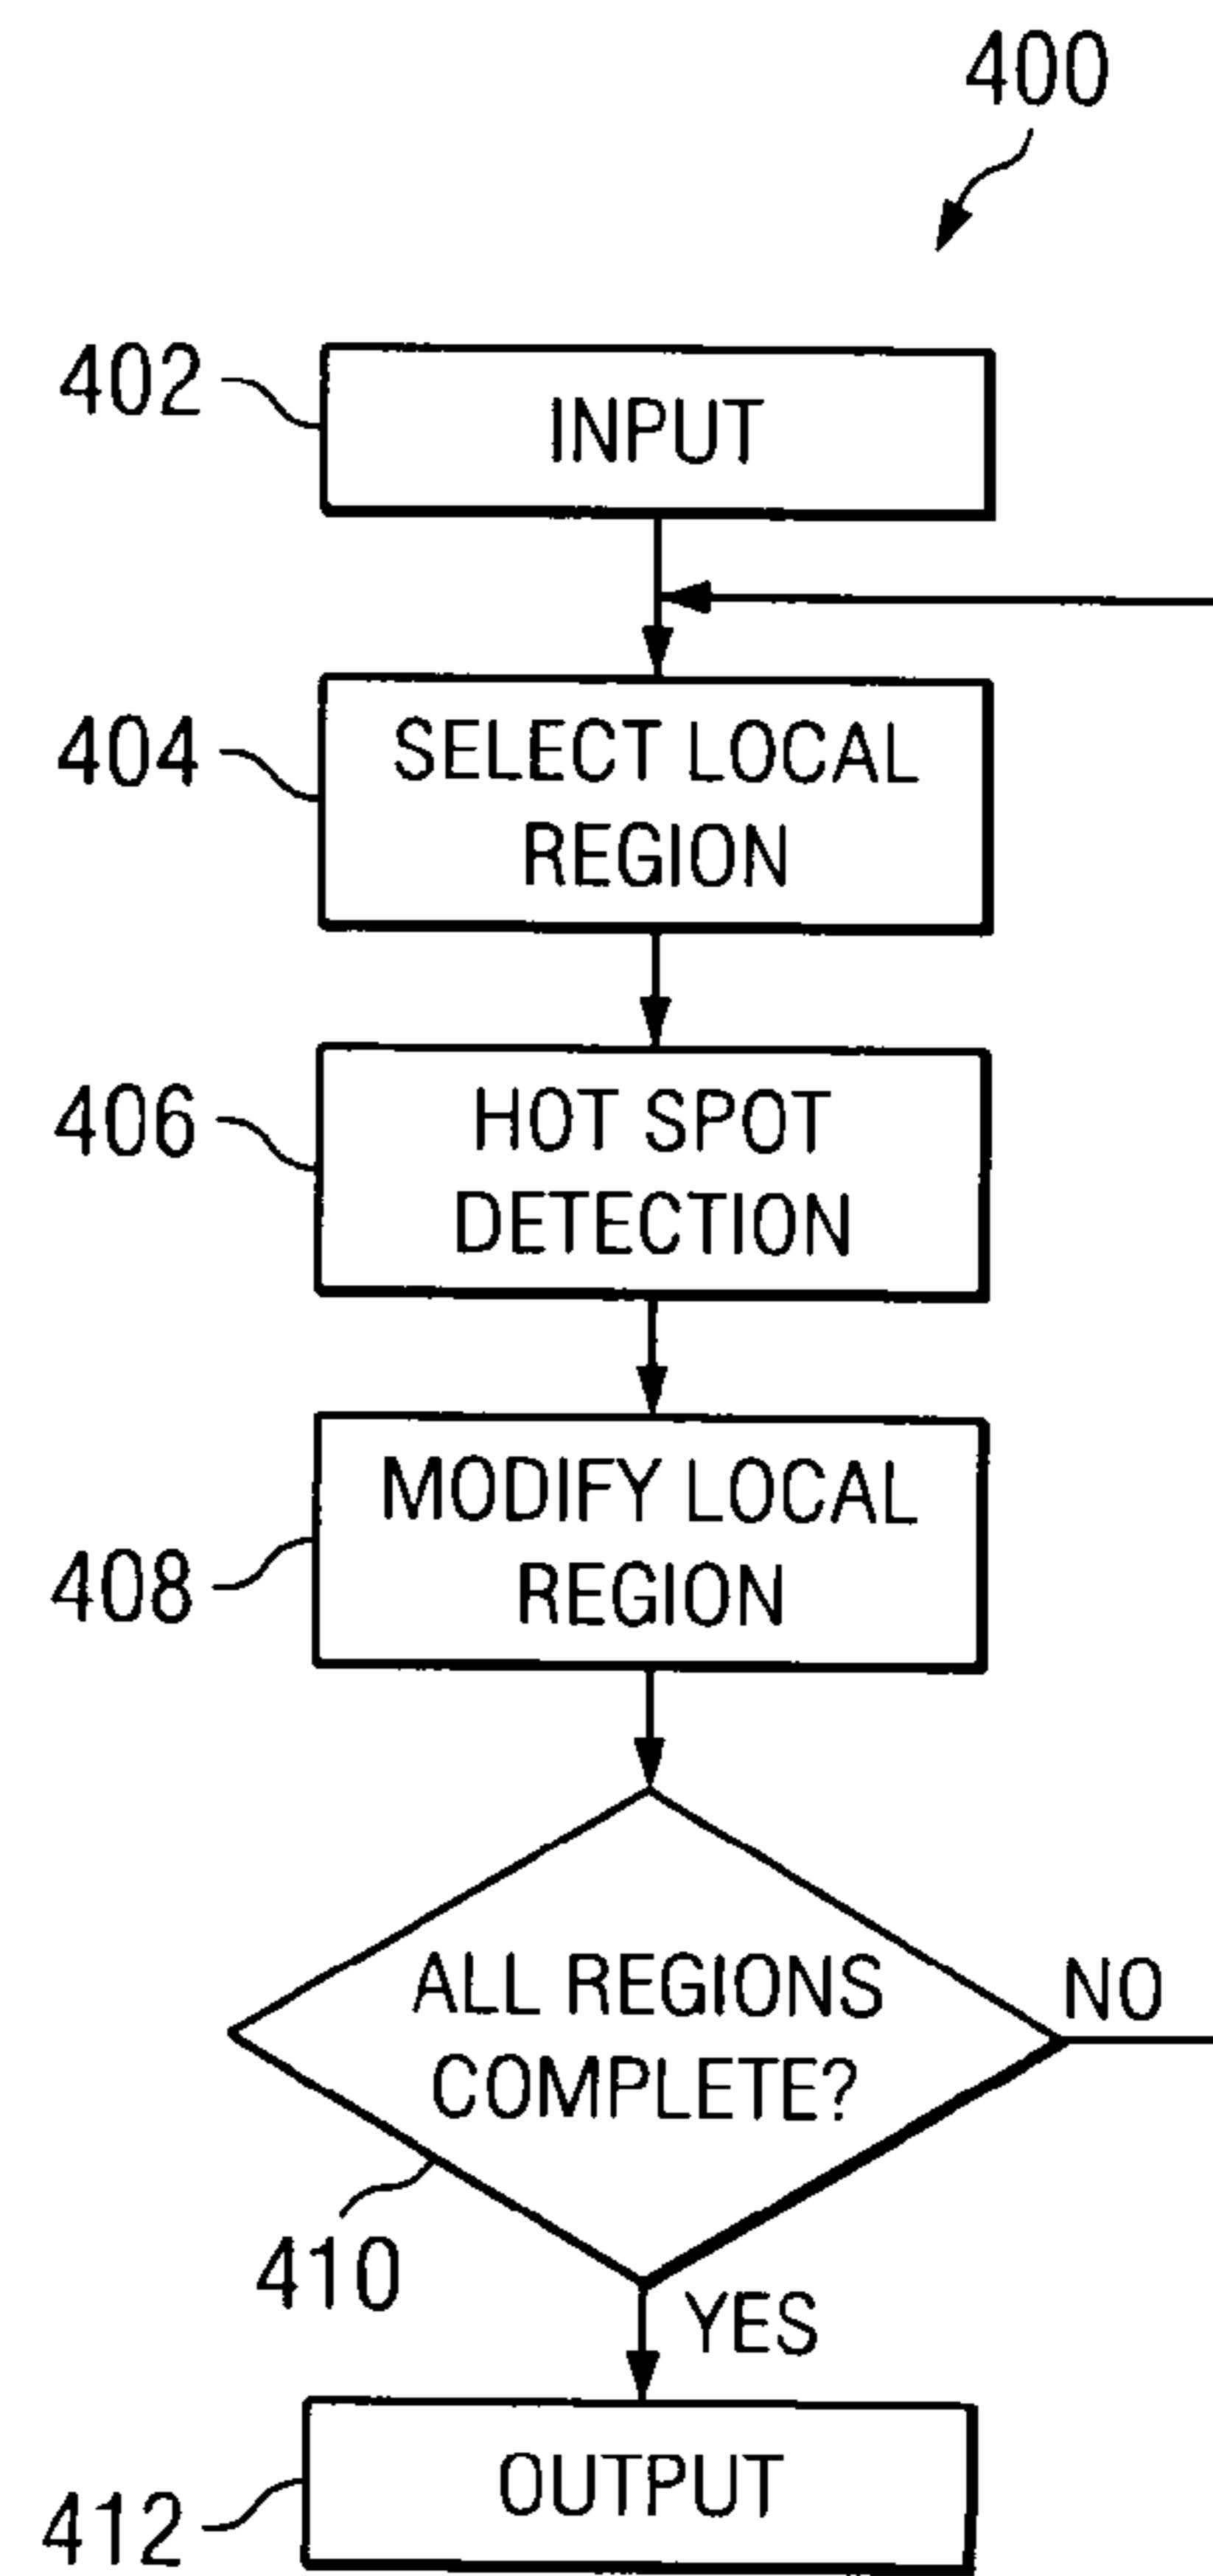 400
402
INPUT
404
SELECT LOCAL
REGION
406
HOT SPOT
DETECTION
408
MODIFY LOCAL
REGION
ALL REGIONS
COMPLETE?
NO
410
YES
412
OUTPUT